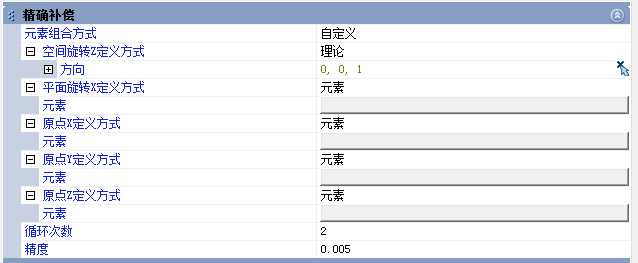 精确补偿
元素组合方式 自定义
空间旋转Z定义方式 理论
方向 0, 0, 1
平面旋转X定义方式 元素
元素
原点X定义方式 元素
元素
原点Y定义方式 元素
元素
原点Z定义方式 元素
元素
循环次数 2
精度 0.005